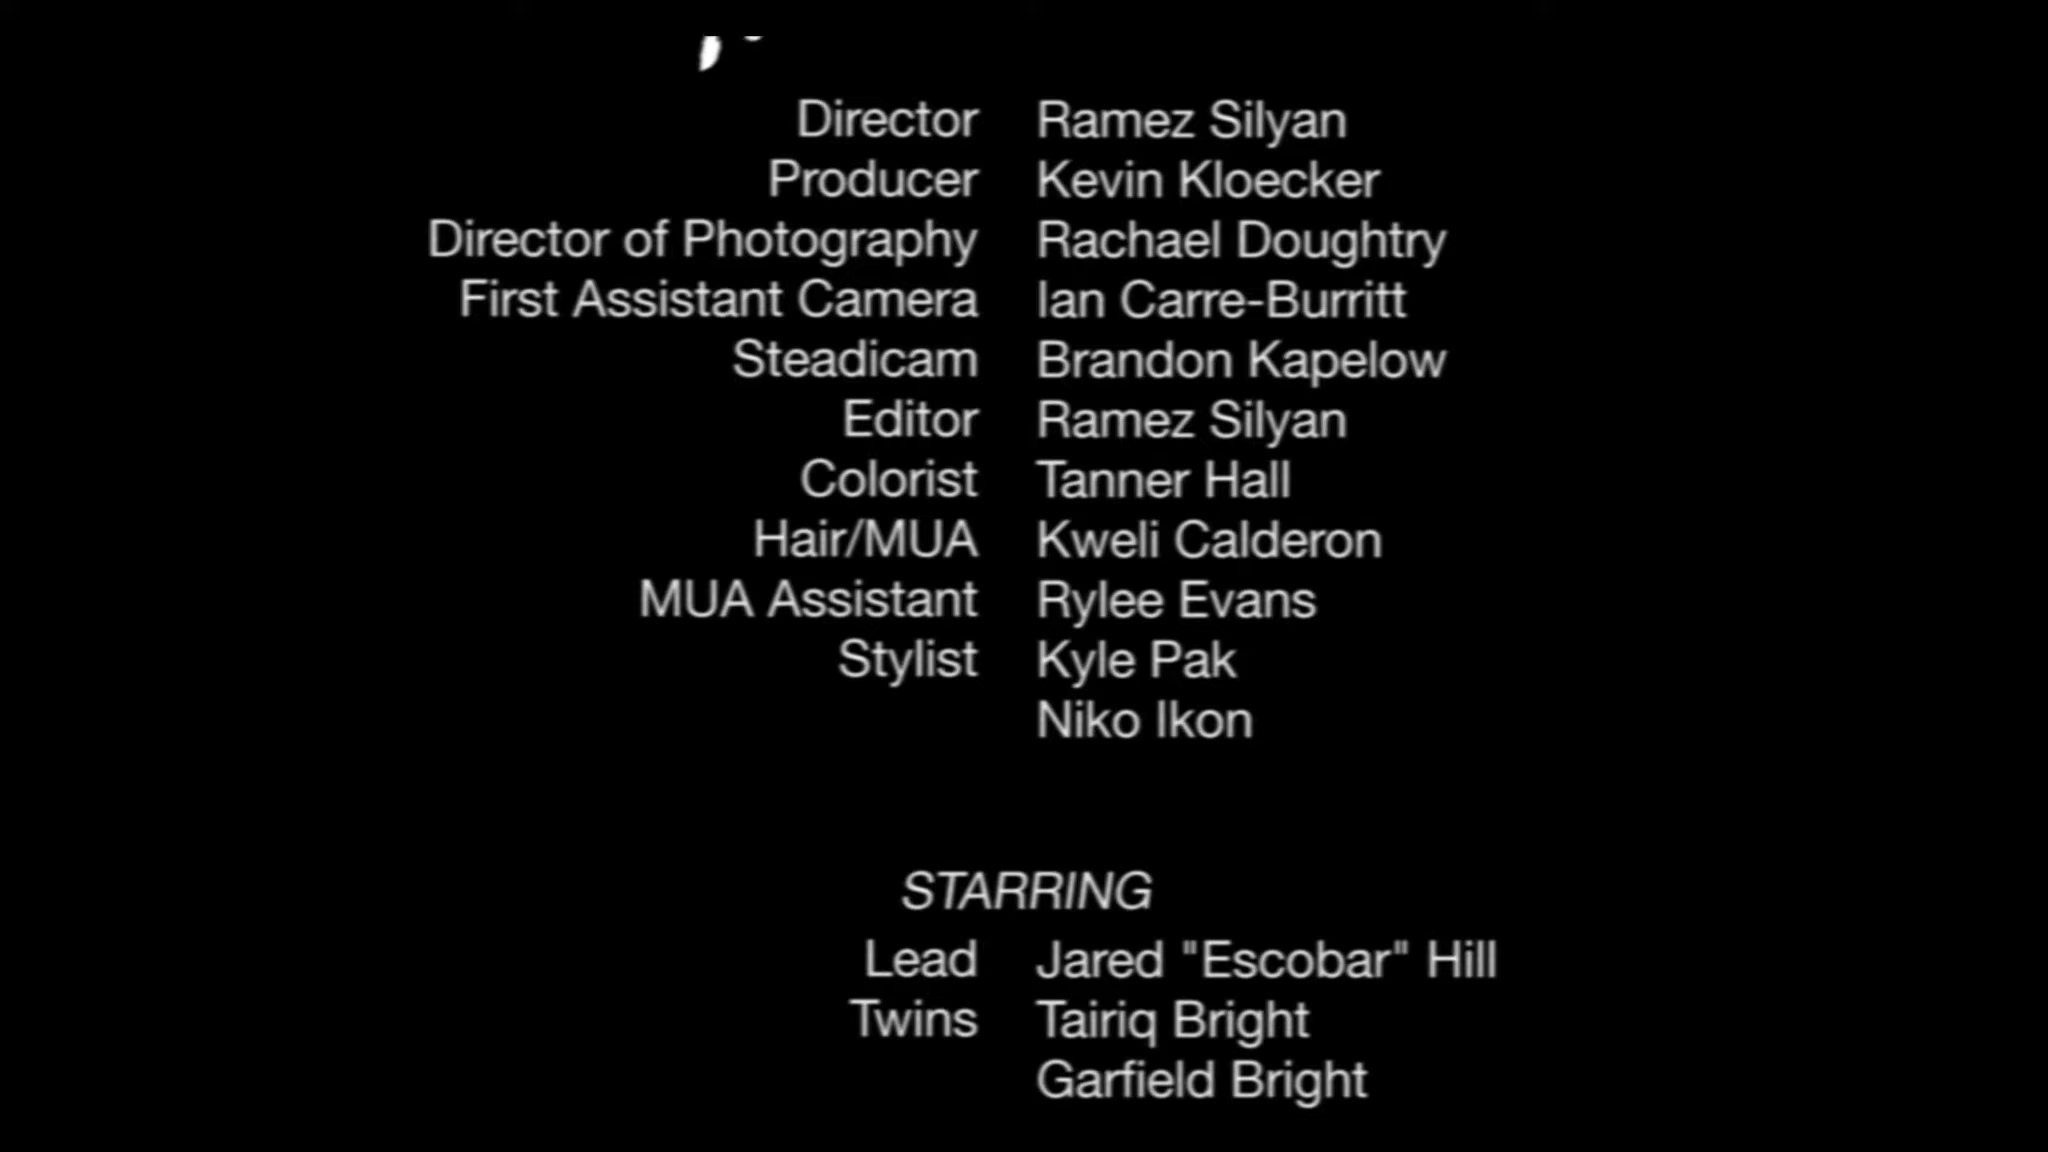 Director Ramez Silyan
Producer Kevin Kloecker
Director of Photography Rachael Doughtry
First Assistant Camera Ian Carre-Burritt
Steadicam Brandon Kapelow
Editor Ramez Silyan
Colorist Tanner Hall
Hair/MUA Kweli Calderon
MUA Assistant Rylee Evans
Stylist Kyle Pak
Niko Ikon
STARRING
Lead Jared "Escobar" Hill
Twins Tairiq Bright
Garfield Bright